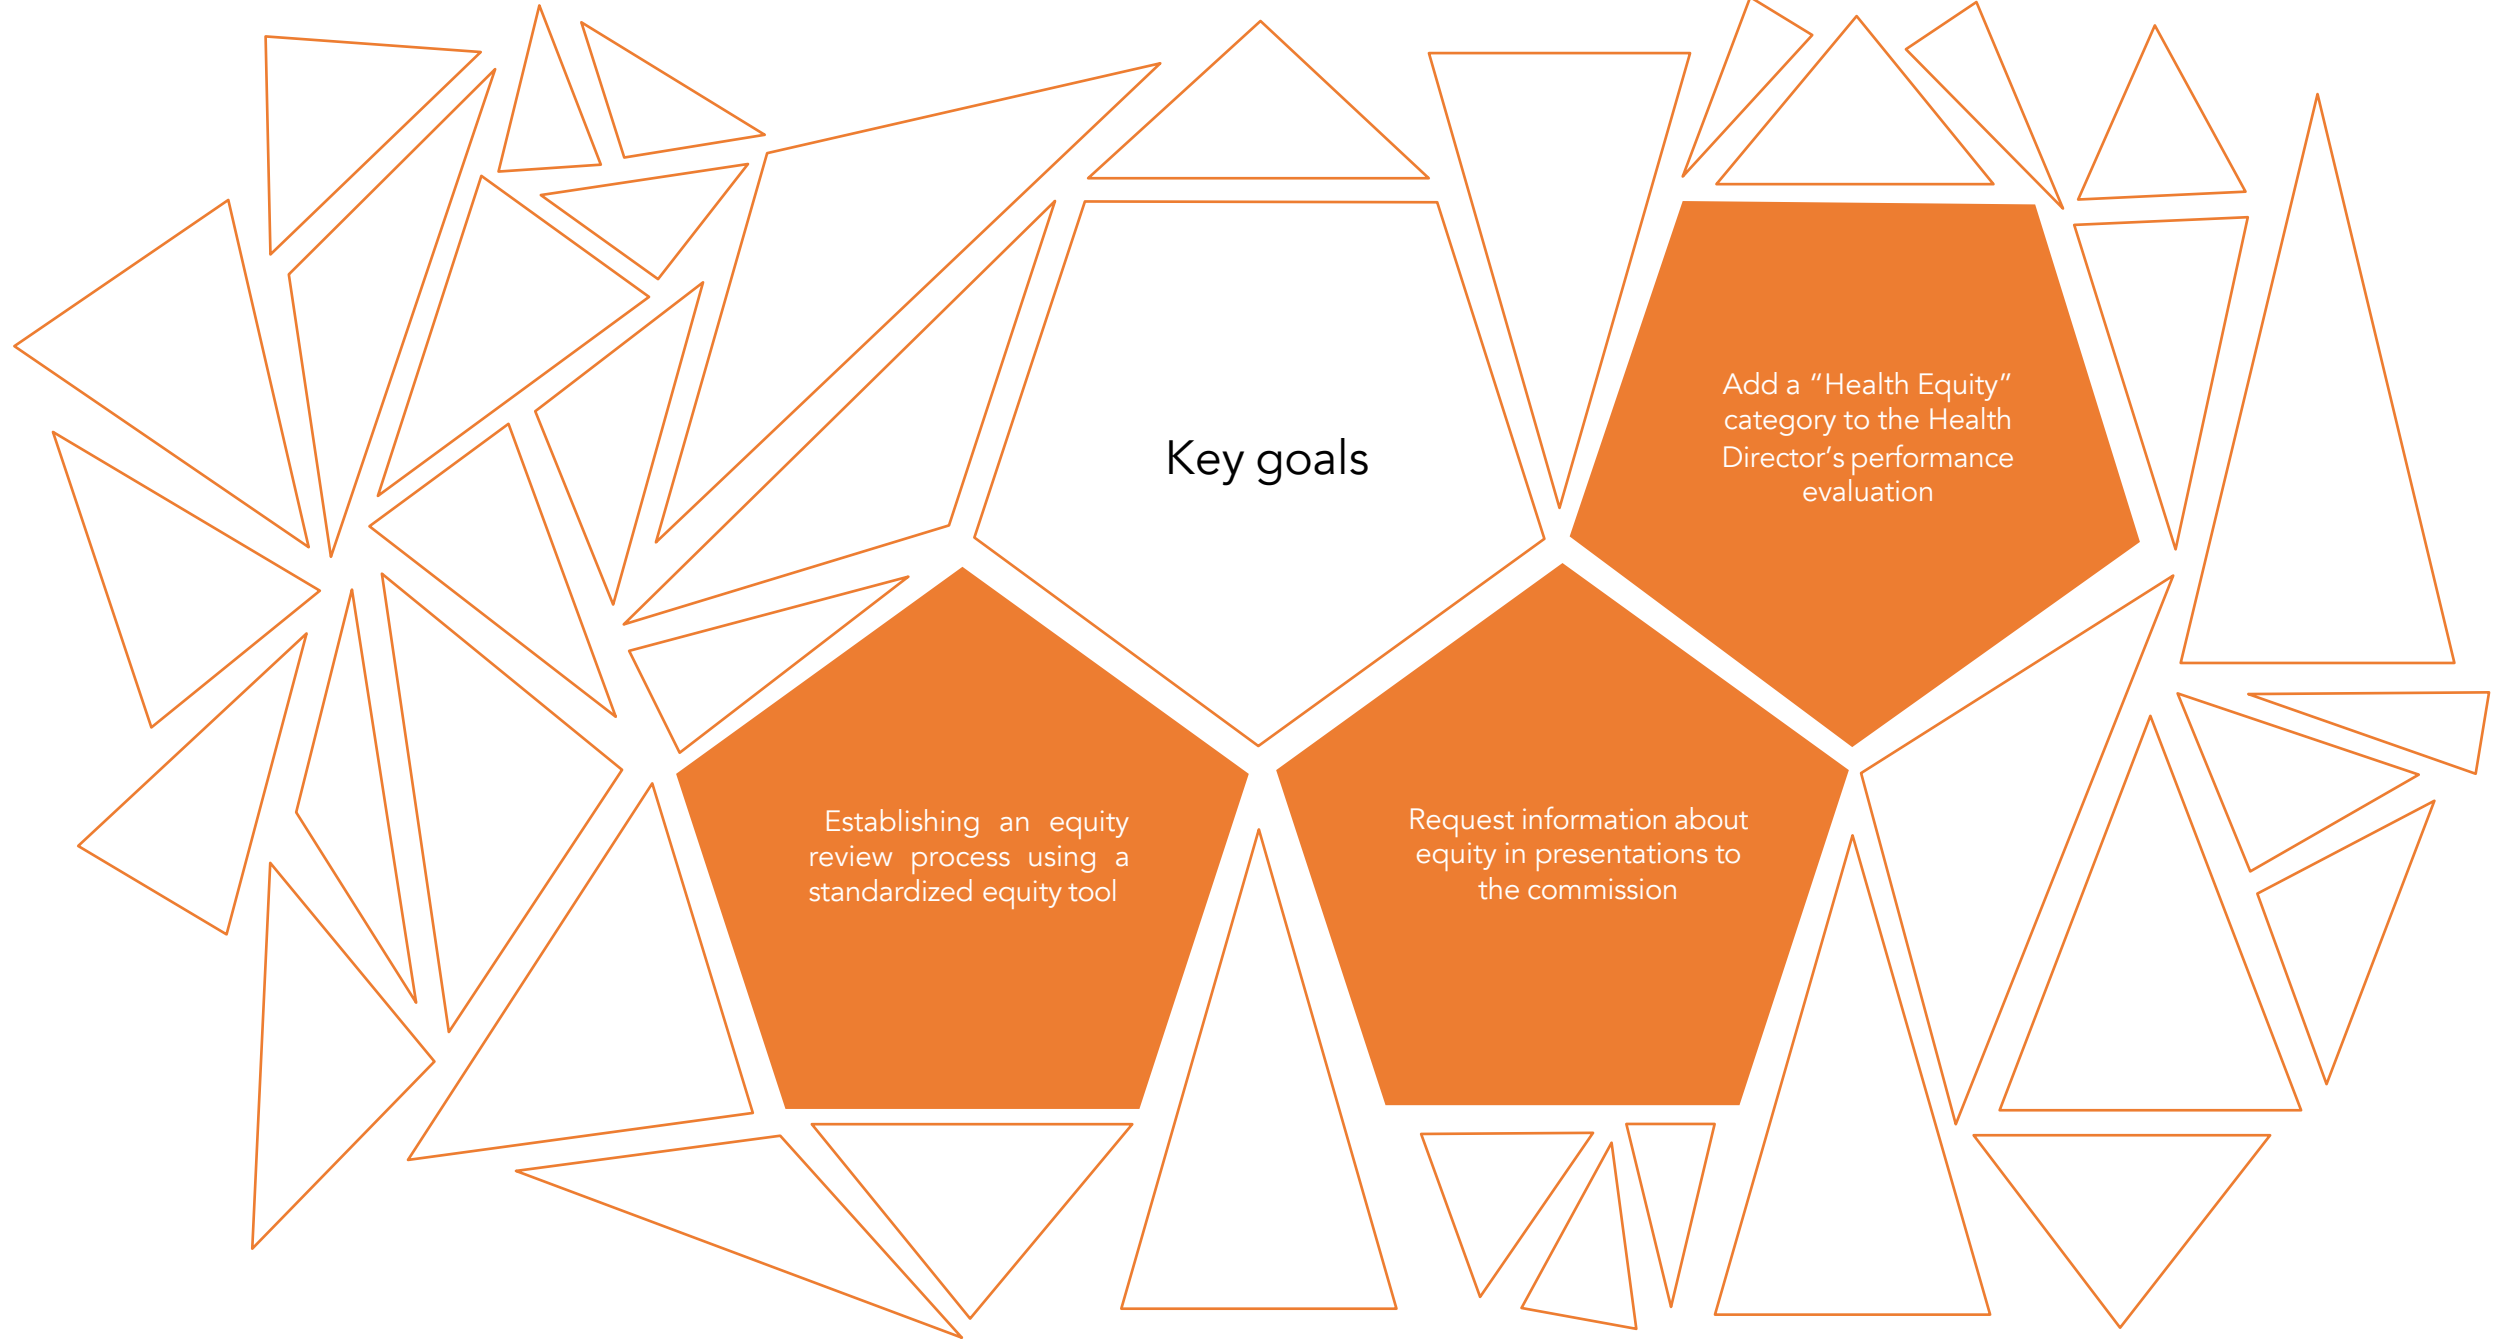 Key goals
Add a “Health Equity”
category to the Health
Director’s performance
evaluation
Establishing an equity
review process using a
standardized equity tool
Request information about
equity in presentations to
the commission